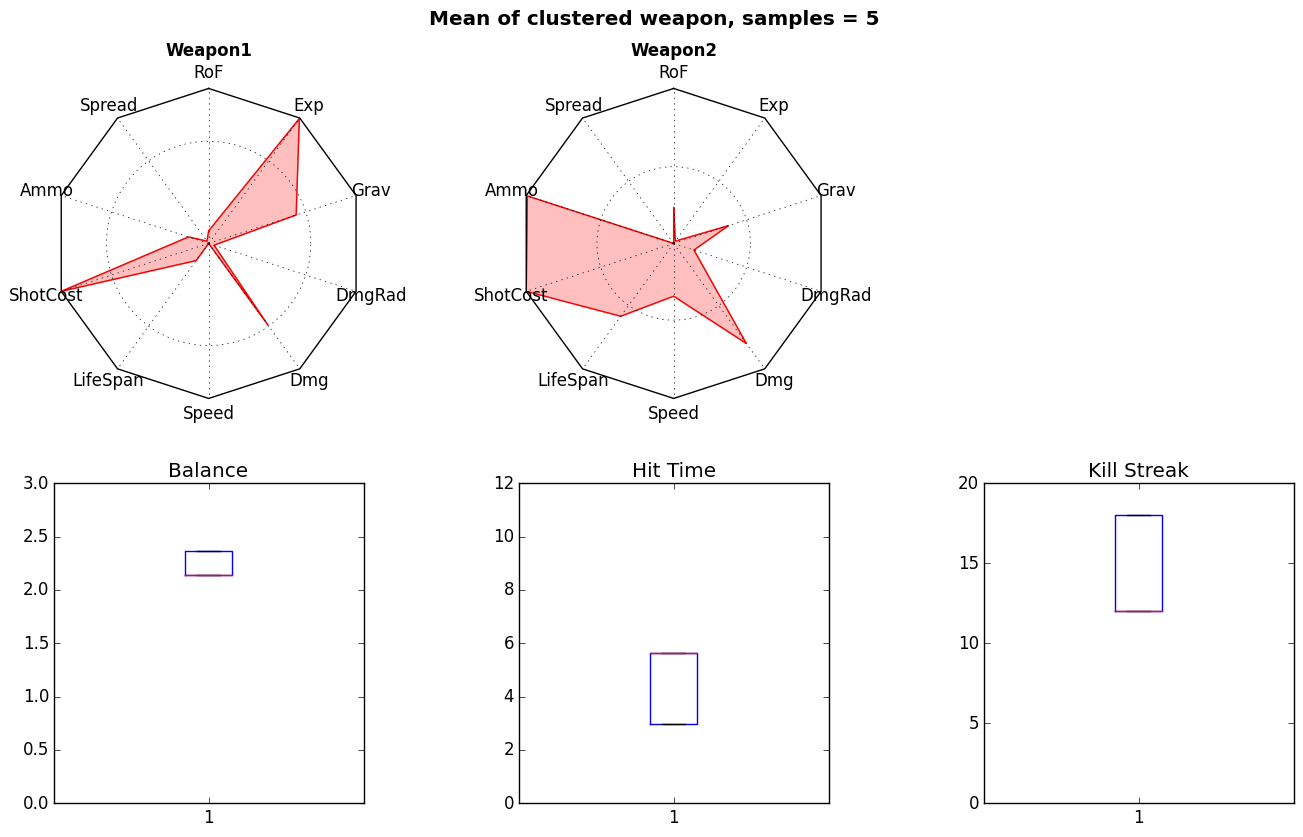 Mean of clustered weapon, samples = 5
Weapon1
RoF
Exp
Grav
DmgRad
Dmg
Speed
LifeSpan
ShotCost
Ammo
Spread
Weapon2
RoF
Exp
Grav
DmgRad
Dmg
Speed
LifeSpan
ShotCost
Ammo
Spread
Balance
3.0
2.5
2.0
1.5
1.0
0.5
0.0
1
Hit Time
12
10
8
6
4
2
0
1
Kill Streak
20
15
10
5
0
1